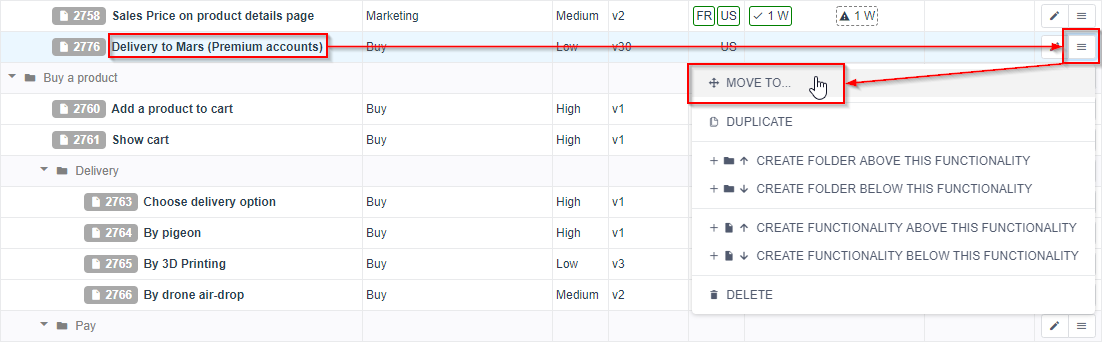 2758 Sales Price on product details page Marketing Medium v2 FR US 1 W 1 W
2776 Delivery to Mars (Premium accounts) Buy Low v30 US
Buy a product
MOVE TO...
2760 Add a product to cart Buy High v1
DUPLICATE
2761 Show cart Buy High v1
CREATE FOLDER ABOVE THIS FUNCTIONALITY
Delivery
CREATE FOLDER BELOW THIS FUNCTIONALITY
2763 Choose delivery option Buy High v1
CREATE FUNCTIONALITY ABOVE THIS FUNCTIONALITY
2764 By pigeon Buy High v1
CREATE FUNCTIONALITY BELOW THIS FUNCTIONALITY
2765 By 3D Printing Buy Low v3
2766 By drone air-drop Buy Medium v2
DELETE
Pay